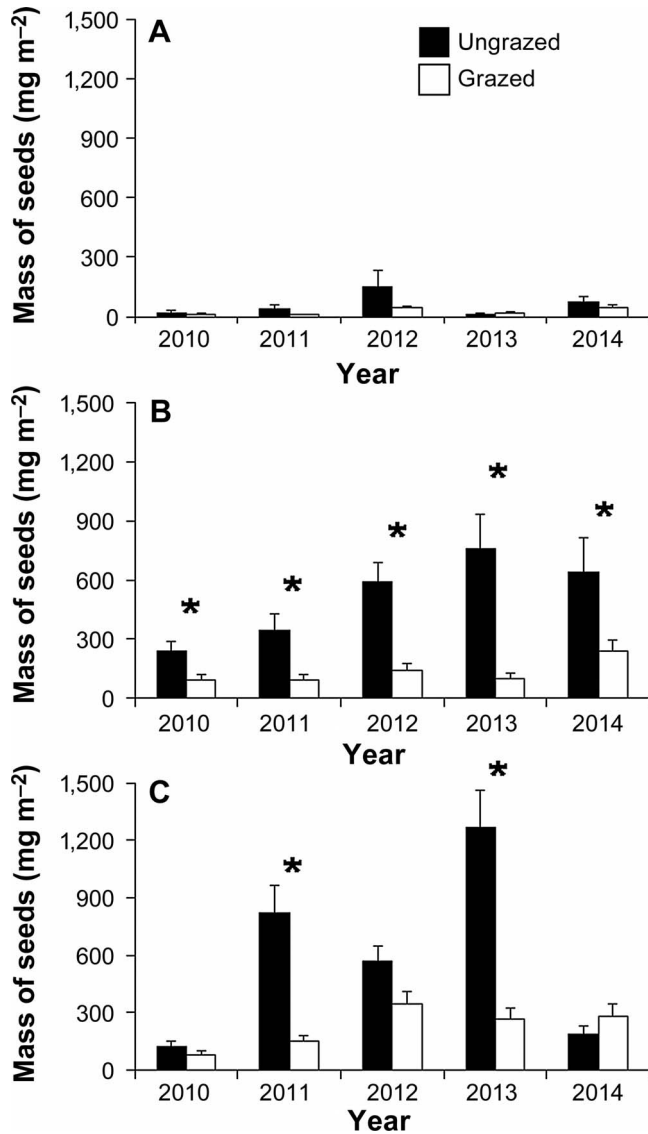 A
Ungrazed
Grazed
Mass of seeds (mg m⁻²)
1,500
1,200
900
600
300
0
2010 2011 2012 2013 2014
Year
B
Mass of seeds (mg m⁻²)
1,500
1,200
900
600
300
0
* * * * *
2010 2011 2012 2013 2014
Year
C
Mass of seeds (mg m⁻²)
1,500
1,200
900
600
300
0
* *
2010 2011 2012 2013 2014
Year